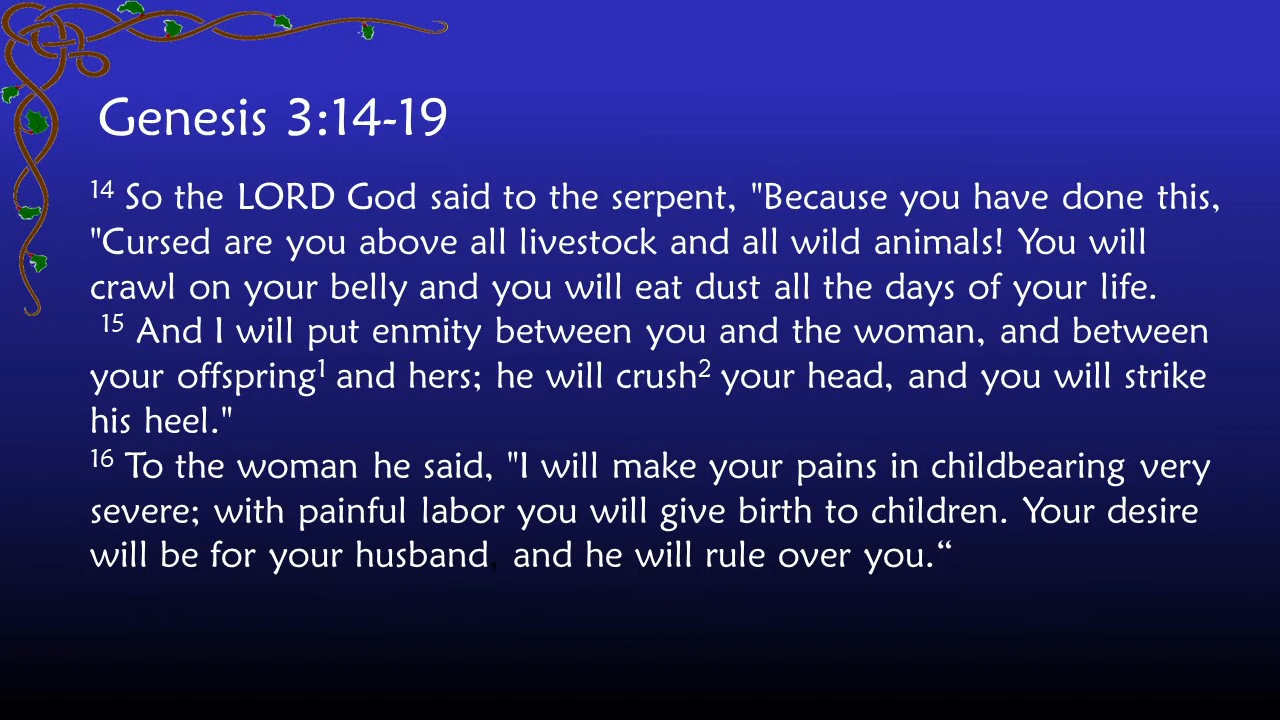 Genesis 3:14-19
14 So the LORD God said to the serpent, "Because you have done this,
"Cursed are you above all livestock and all wild animals! You will
crawl on your belly and you will eat dust all the days of your life.
15 And I will put enmity between you and the woman, and between
your offspring1 and hers; he will crush2 your head, and you will strike
his heel."
16 To the woman he said, "I will make your pains in childbearing very
severe; with painful labor you will give birth to children. Your desire
will be for your husband, and he will rule over you.“